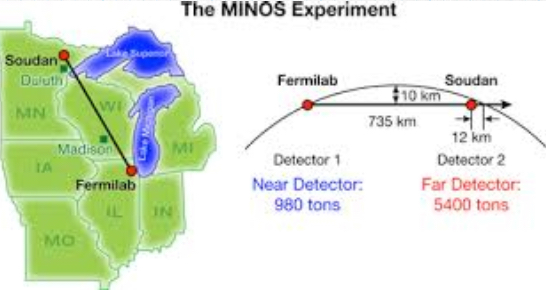 The MINOS Experiment
Lake Superior
Soudan
Duluth
MN
WI
Lake Michigan
MI
Madison
IA
Fermilab
IL
IN
MO
Fermilab
Soudan
10 km
735 km
12 km
Detector 1
Detector 2
Near Detector:
980 tons
Far Detector:
5400 tons